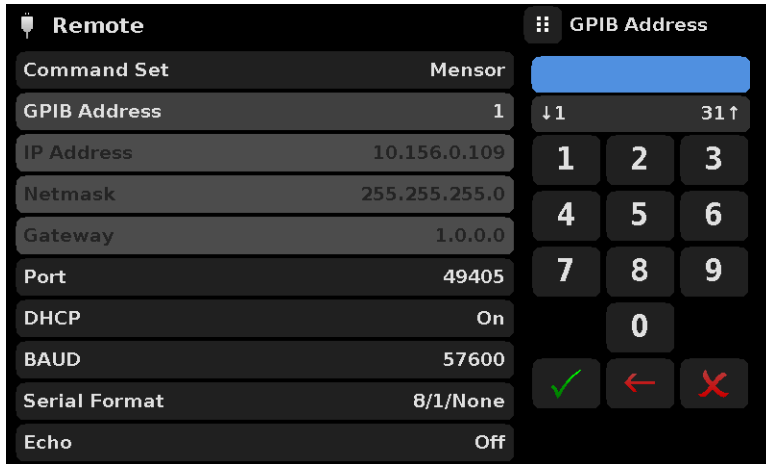 Remote
Command Set Mensor
GPIB Address 1
IP Address 10.156.0.109
Netmask 255.255.255.0
Gateway 1.0.0.0
Port 49405
DHCP On
BAUD 57600
Serial Format 8/1/None
Echo Off
GPIB Address
↓1 31↑
1 2 3
4 5 6
7 8 9
0